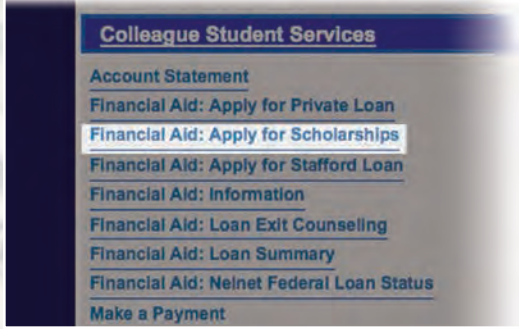 Colleague Student Services
Account Statement
Financial Aid: Apply for Private Loan
Financial Aid: Apply for Scholarships
Financial Aid: Apply for Stafford Loan
Financial Aid: Information
Financial Aid: Loan Exit Counseling
Financial Aid: Loan Summary
Financial Aid: Nelnet Federal Loan Status
Make a Payment